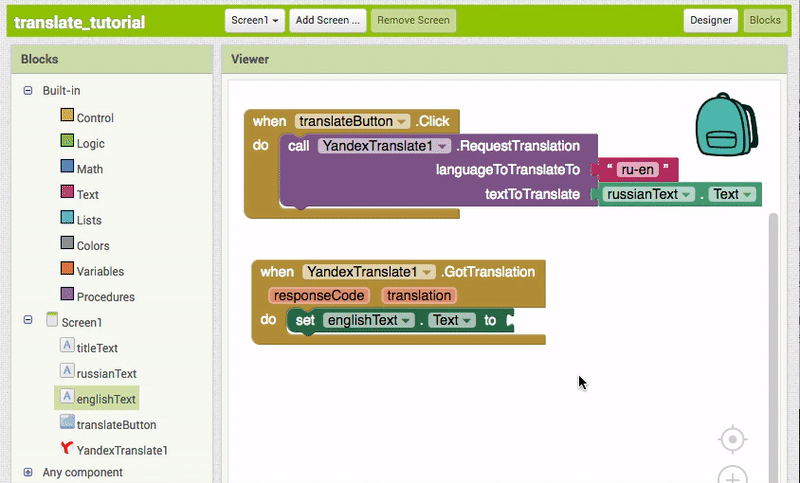 translate_tutorial
Screen1
Add Screen ...
Remove Screen
Designer
Blocks
Blocks
Viewer
Built-in
Control
Logic
Math
Text
Lists
Colors
Variables
Procedures
Screen1
titleText
russianText
englishText
translateButton
YandexTranslate1
Any component
when translateButton .Click
do call YandexTranslate1 .RequestTranslation
languageToTranslateTo " ru-en "
textToTranslate russianText . Text
when YandexTranslate1 .GotTranslation
responseCode translation
do set englishText . Text to